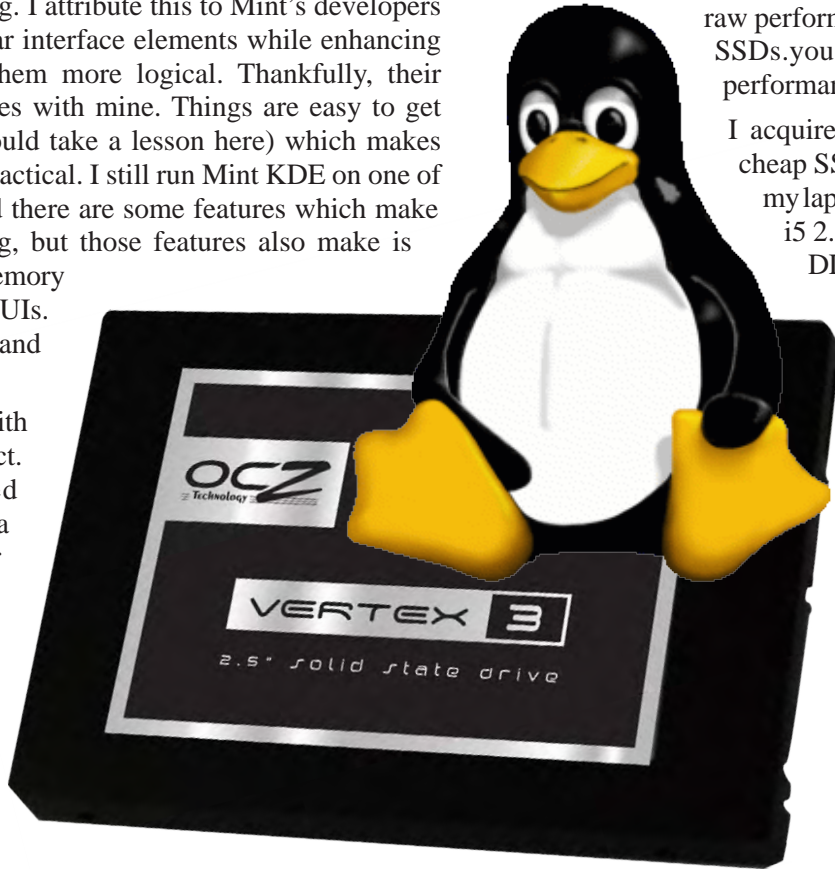 g. I attribute this to Mint's developers
ar interface elements while enhancing
hem more logical. Thankfully, their
es with mine. Things are easy to get
ould take a lesson here) which makes
actical. I still run Mint KDE on one of
d there are some features which make
g, but those features also make is
emory
UIs.
and
ith
ct.
d
a
raw perform
SSDs.you
performan
I acquire
cheap SS
my lap
i5 2.
DI
OCZ
Technology
VERTEX 3
2.5" solid state drive